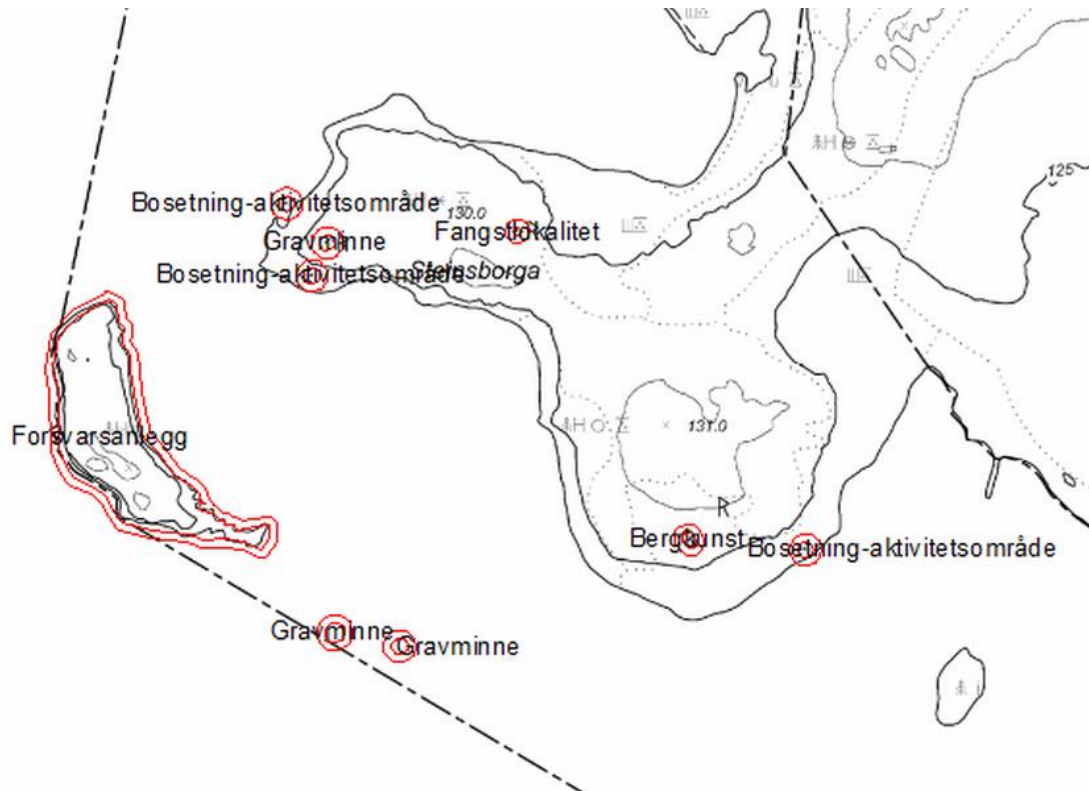 125
Bosetning-aktivitetsområde
130.0
Fangstlokalitet
Gravminne
Steinsborga
Bosetning-aktivitetsområde
131.0
Forsvarsanlegg
R
Bergkunst
Bosetning-aktivitetsområde
Gravminne
Gravminne